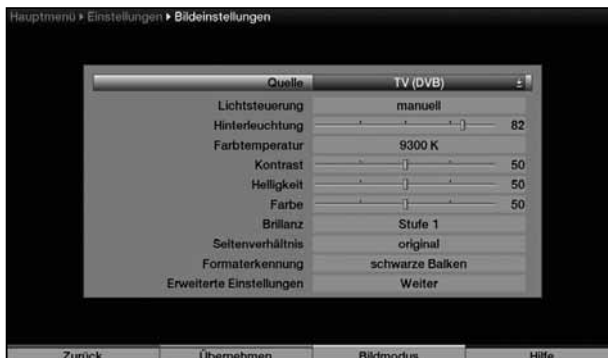 Hauptmenü ▸ Einstellungen ▸ Bildeinstellungen
Quelle TV (DVB)
Lichtsteuerung manuell
Hinterleuchtung 82
Farbtemperatur 9300 K
Kontrast 50
Helligkeit 50
Farbe 50
Brillanz Stufe 1
Seitenverhältnis original
Formaterkennung schwarze Balken
Erweiterte Einstellungen Weiter
Zurück Übernehmen Bildmodus Hilfe